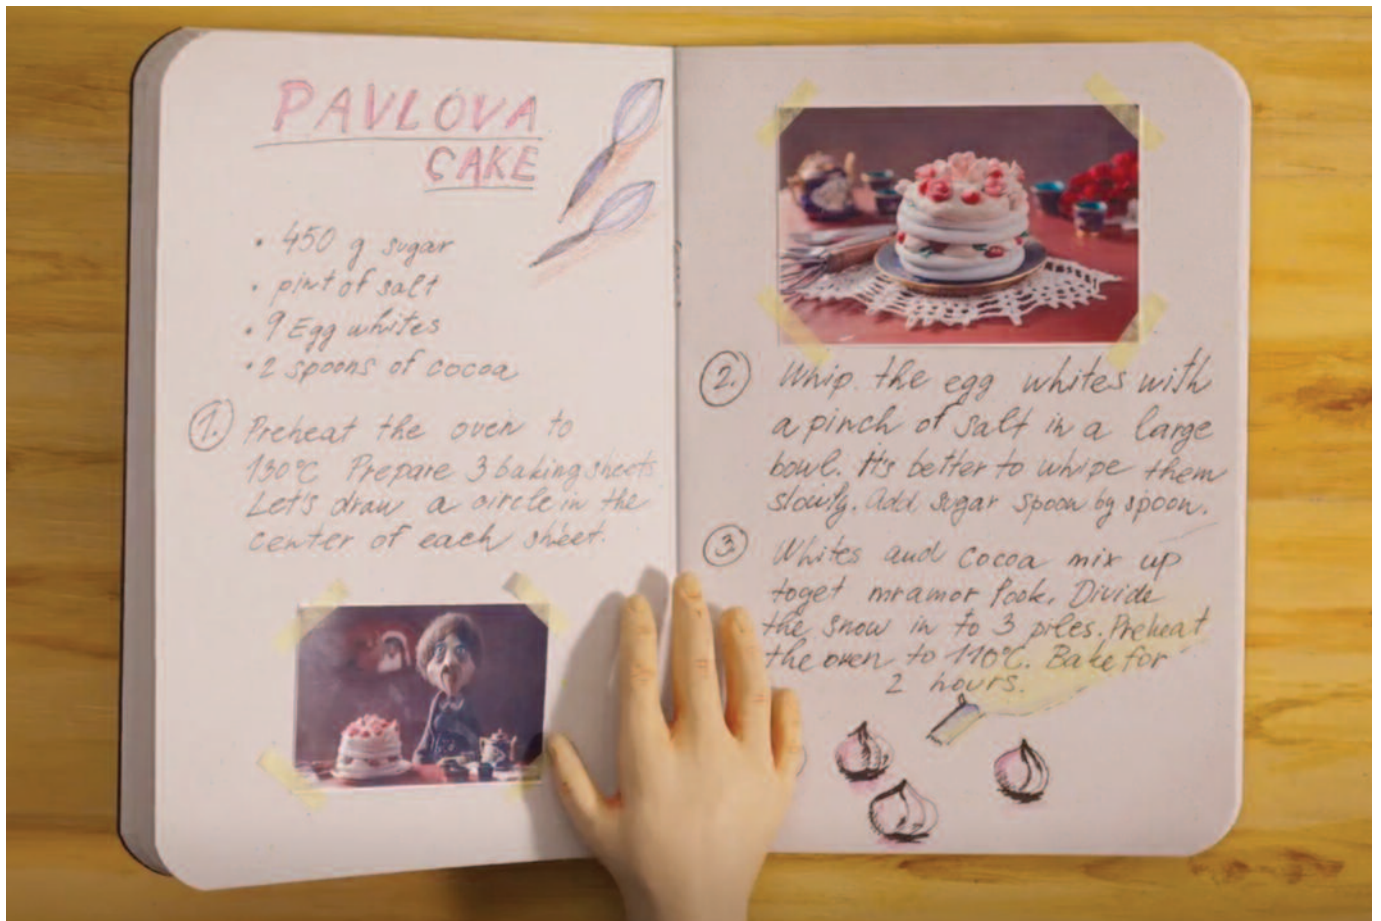 PAVLOVA
CAKE
• 450 g sugar
• pint of salt
• 9 Egg whites
• 2 spoons of cocoa
1. Preheat the oven to
130°C Prepare 3 baking sheets
Let's draw a circle in the
center of each sheet.
2. Whip the egg whites with
a pinch of salt in a large
bowl. It's better to whipe them
slowly. Add sugar spoon by spoon.
3 Whites and cocoa mix up
toget mramor look. Divide
the snow in to 3 piles. Preheat
the oven to 110°C. Bake for
2 hours.